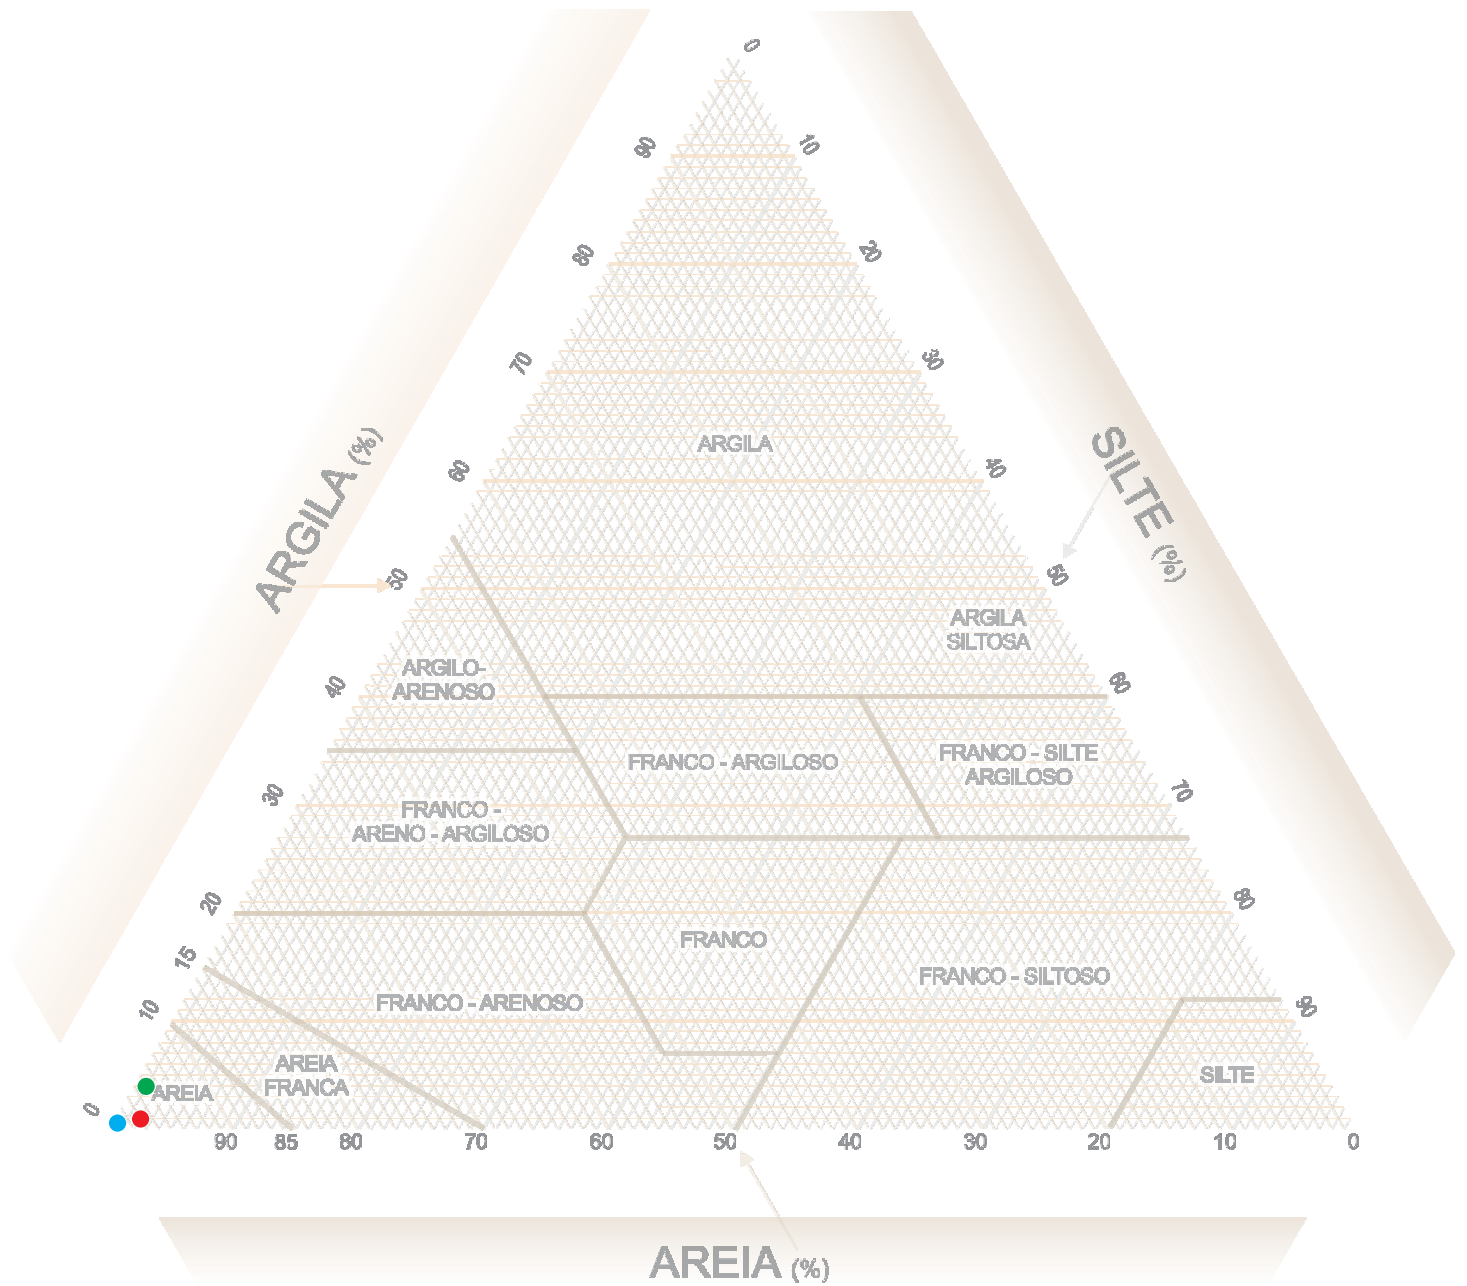 0
90
10
80
20
70
30
ARGILA
60
40
ARGILA (%)
SILTE (%)
50
50
ARGILA
SILTOSA
ARGILO-
ARENOSO
40
60
FRANCO - ARGILOSO
FRANCO - SILTE
ARGILOSO
30
70
FRANCO -
ARENO - ARGILOSO
20
80
FRANCO
15
FRANCO - SILTOSO
FRANCO - ARENOSO
10
90
AREIA
FRANCA
SILTE
AREIA
0
90 85 80 70 60 50 40 30 20 10 0
AREIA (%)